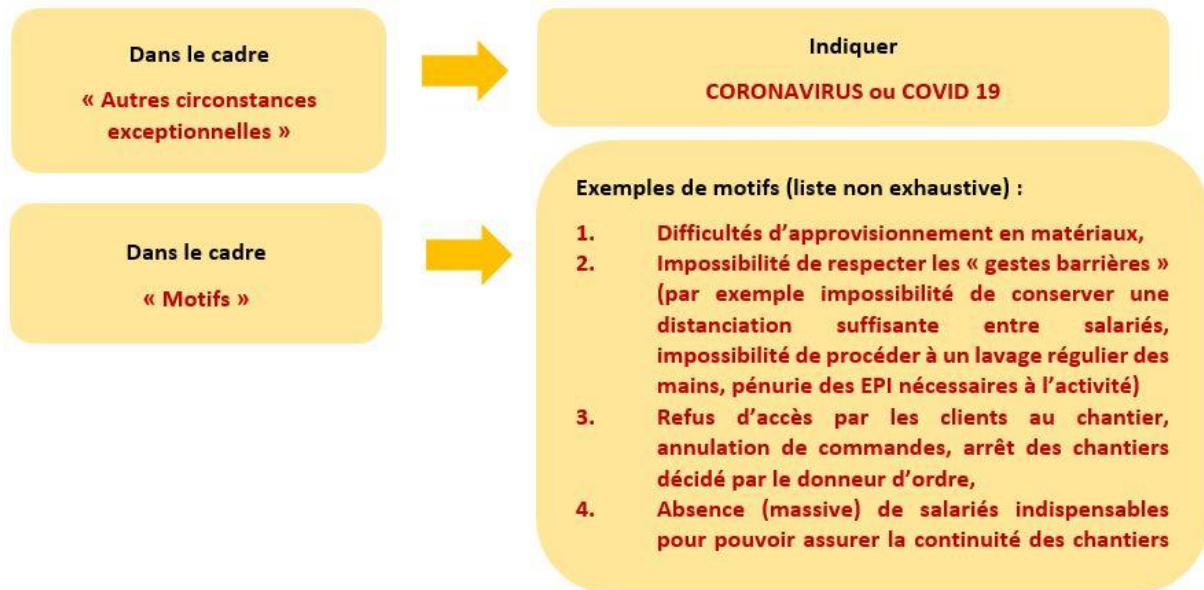 Dans le cadre
« Autres circonstances
exceptionnelles »
Indiquer
CORONAVIRUS ou COVID 19
Dans le cadre
« Motifs »
Exemples de motifs (liste non exhaustive) :
1. Difficultés d’approvisionnement en matériaux,
2. Impossibilité de respecter les « gestes barrières »
(par exemple impossibilité de conserver une
distanciation suffisante entre salariés,
impossibilité de procéder à un lavage régulier des
mains, pénurie des EPI nécessaires à l’activité)
3. Refus d’accès par les clients au chantier,
annulation de commandes, arrêt des chantiers
décidé par le donneur d’ordre,
4. Absence (massive) de salariés indispensables
pour pouvoir assurer la continuité des chantiers